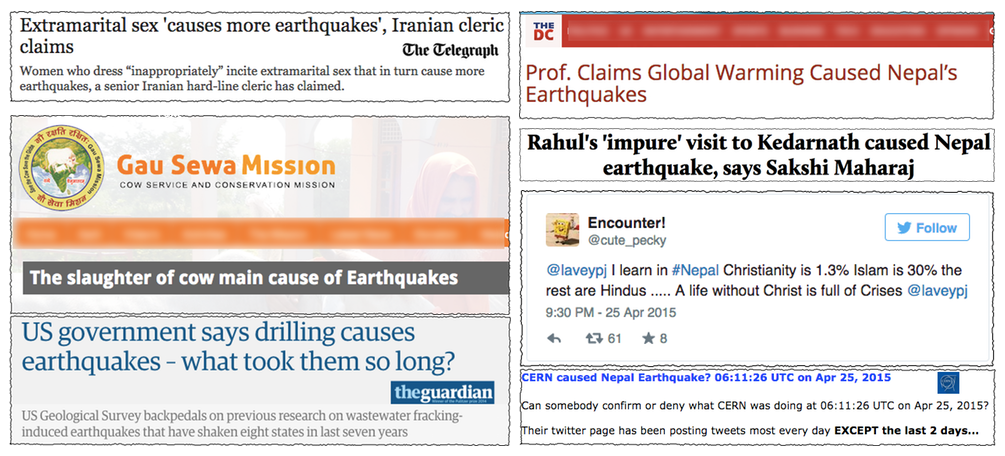 Extramarital sex 'causes more earthquakes', Iranian cleric
claims
The Telegraph
Women who dress “inappropriately” incite extramarital sex that in turn cause more
earthquakes, a senior Iranian hard-line cleric has claimed.
Gau Sewa Mission
COW SERVICE AND CONSERVATION MISSION
The slaughter of cow main cause of Earthquakes
US government says drilling causes
earthquakes – what took them so long?
theguardian
US Geological Survey backpedals on previous research on wastewater fracking-
induced earthquakes that have shaken eight states in last seven years
THE
DC
Prof. Claims Global Warming Caused Nepal’s
Earthquakes
Rahul's 'impure' visit to Kedarnath caused Nepal
earthquake, says Sakshi Maharaj
Encounter!
@cute_pecky
Follow
@laveypj I learn in #Nepal Christianity is 1.3% Islam is 30% the
rest are Hindus ..... A life without Christ is full of Crises @laveypj
9:30 PM - 25 Apr 2015
61 8
CERN caused Nepal Earthquake? 06:11:26 UTC on Apr 25, 2015
Can somebody confirm or deny what CERN was doing at 06:11:26 UTC on Apr 25, 2015?
Their twitter page has been posting tweets most every day EXCEPT the last 2 days...